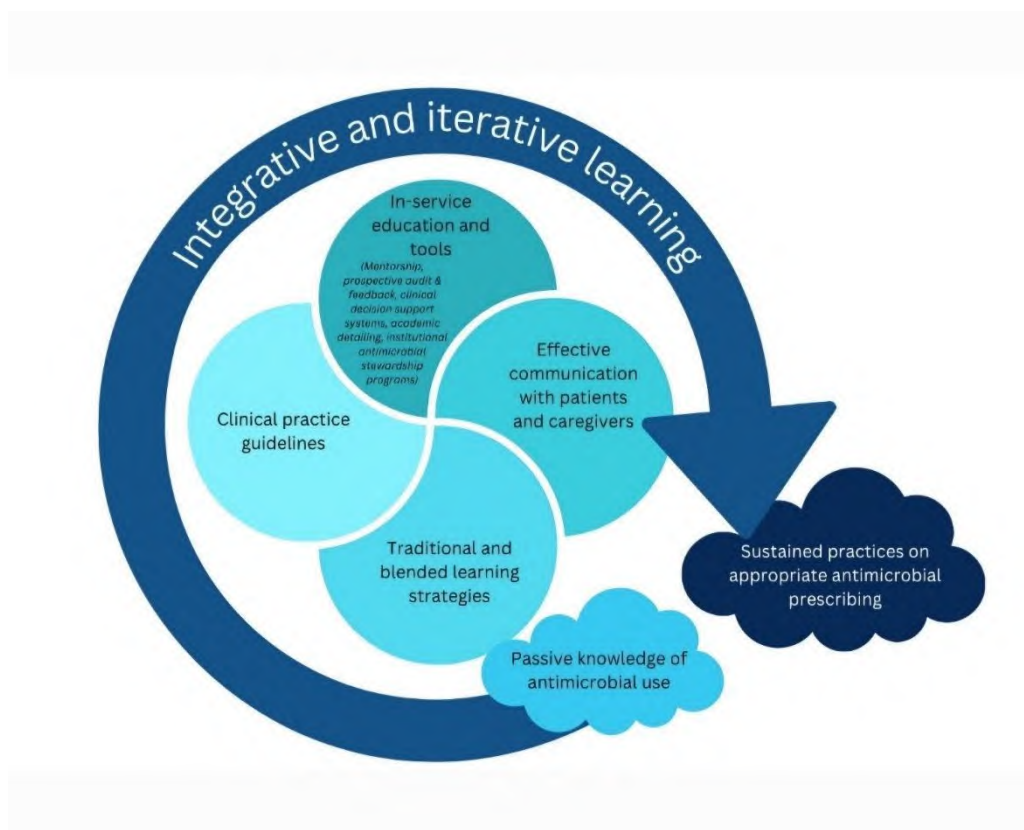 Integrative and iterative learning
In-service
education and
tools
(Mentorship,
prospective audit &
feedback, clinical
decision support
systems, academic
detailing, institutional
antimicrobial
stewardship
programs)
Effective
communication
with patients
and caregivers
Clinical practice
guidelines
Traditional and
blended learning
strategies
Passive knowledge of
antimicrobial use
Sustained practices on
appropriate antimicrobial
prescribing